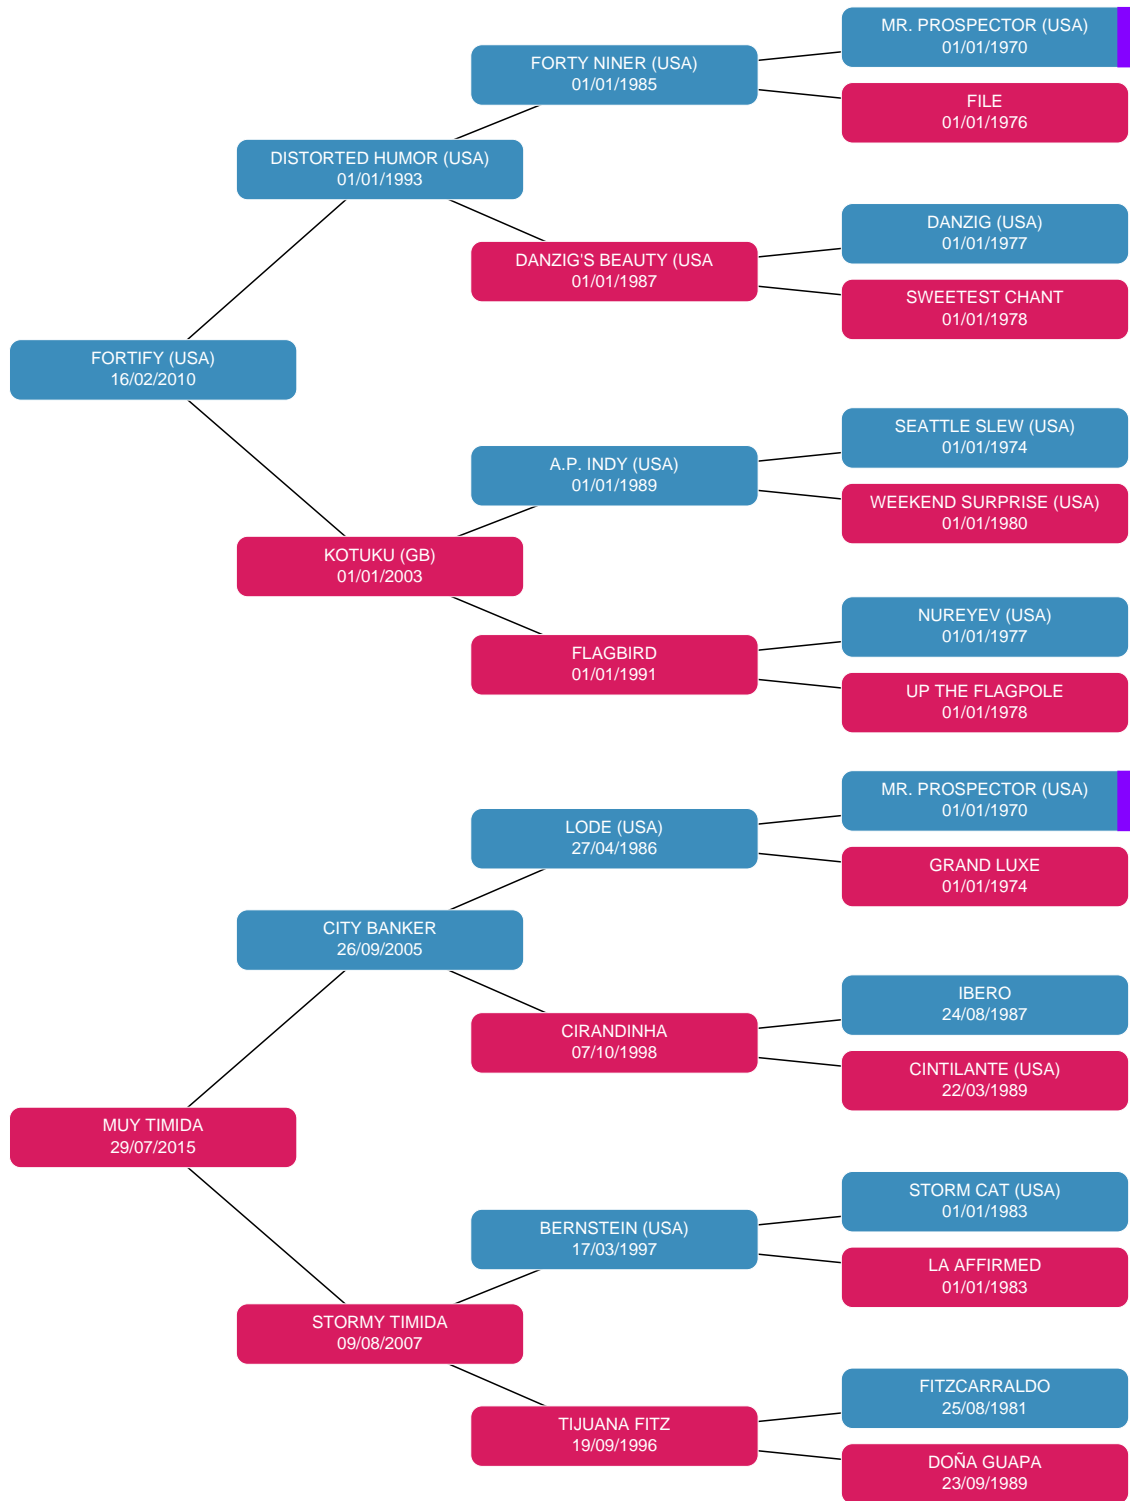 MR. PROSPECTOR (USA)
01/01/1970
FORTY NINER (USA)
01/01/1985
FILE
01/01/1976
DISTORTED HUMOR (USA)
01/01/1993
DANZIG (USA)
01/01/1977
DANZIG'S BEAUTY (USA
01/01/1987
SWEETEST CHANT
01/01/1978
FORTIFY (USA)
16/02/2010
SEATTLE SLEW (USA)
01/01/1974
A.P. INDY (USA)
01/01/1989
WEEKEND SURPRISE (USA)
01/01/1980
KOTUKU (GB)
01/01/2003
NUREYEV (USA)
01/01/1977
FLAGBIRD
01/01/1991
UP THE FLAGPOLE
01/01/1978
MR. PROSPECTOR (USA)
01/01/1970
LODE (USA)
27/04/1986
GRAND LUXE
01/01/1974
CITY BANKER
26/09/2005
IBERO
24/08/1987
CIRANDINHA
07/10/1998
CINTILANTE (USA)
22/03/1989
MUY TIMIDA
29/07/2015
STORM CAT (USA)
01/01/1983
BERNSTEIN (USA)
17/03/1997
LA AFFIRMED
01/01/1983
STORMY TIMIDA
09/08/2007
FITZCARRALDO
25/08/1981
TIJUANA FITZ
19/09/1996
DOÑA GUAPA
23/09/1989